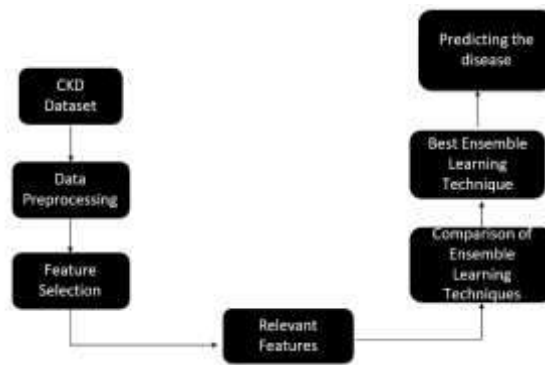 CKD
Dataset
Data
Preprocessing
Feature
Selection
Relevant
Features
Comparison of
Ensemble
Learning
Techniques
Best Ensemble
Learning
Technique
Predicting the
disease